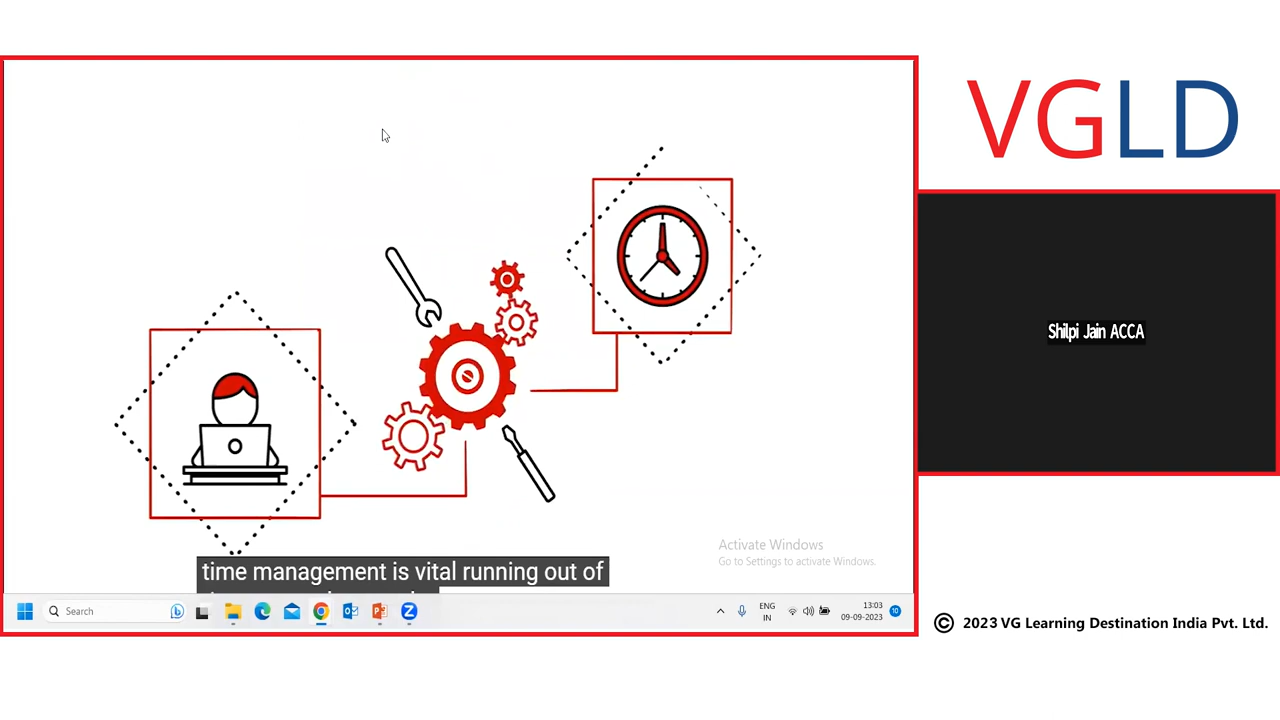 VGLD
Shilpi Jain ACCA
time management is vital running out of
Activate Windows
Go to Settings to activate Windows.
Search
ENG
IN
13:03
09-09-2023
10
© 2023 VG Learning Destination India Pvt. Ltd.